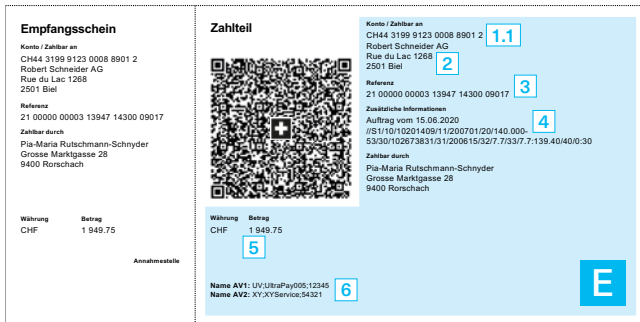 Empfangsschein
Konto / Zahlbar an
CH44 3199 9123 0008 8901 2
Robert Schneider AG
Rue du Lac 1268
2501 Biel
Referenz
21 00000 00003 13947 14300 09017
Zahlbar durch
Pia-Maria Rutschmann-Schnyder
Grosse Marktgasse 28
9400 Rorschach
Währung Betrag
CHF 1 949.75
Annahmestelle
Zahlteil
Währung Betrag
CHF 1 949.75
5
Name AV1: UV;UltraPay005;12345
Name AV2: XY;XYService;54321
6
Konto / Zahlbar an
CH44 3199 9123 0008 8901 2
1.1
Robert Schneider AG
Rue du Lac 1268
2501 Biel
2
Referenz
21 00000 00003 13947 14300 09017
3
Zusätzliche Informationen
Auftrag vom 15.06.2020
4
//S1/10/10201409/11/200701/20/140.000-
53/30/102673831/31/200615/32/7.7/33/7.7:139.40/40/0:30
Zahlbar durch
Pia-Maria Rutschmann-Schnyder
Grosse Marktgasse 28
9400 Rorschach
E